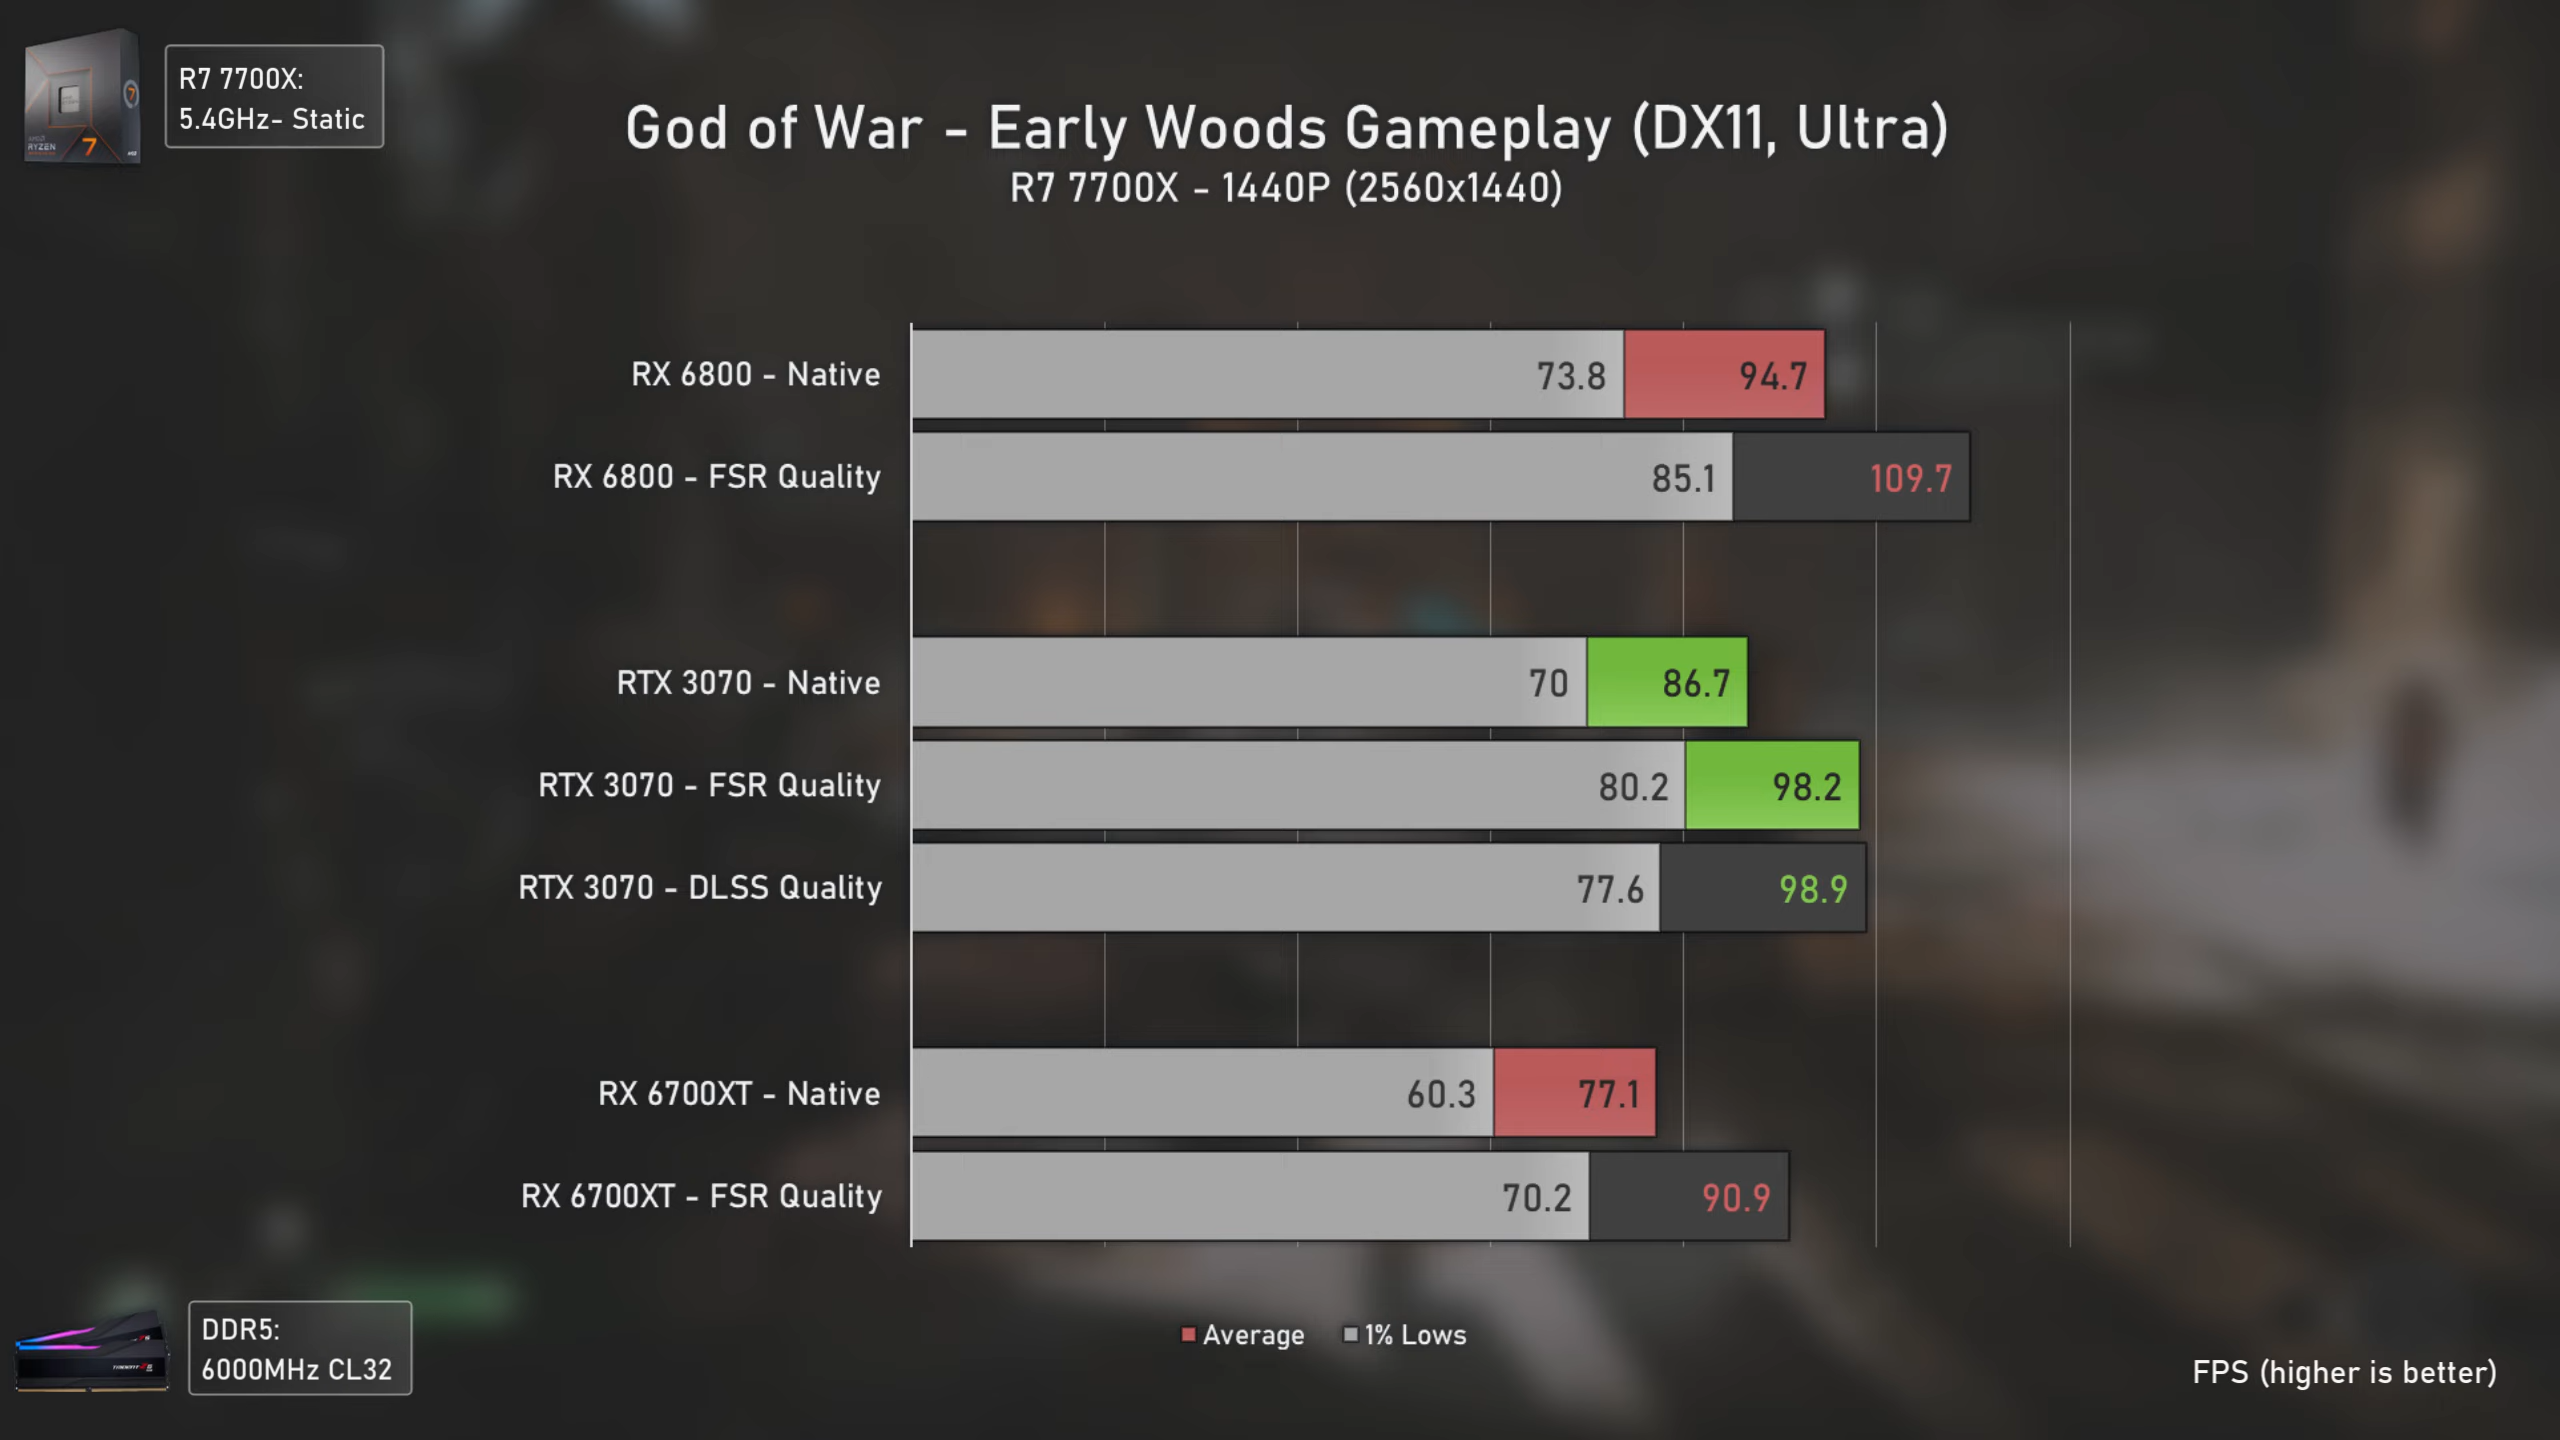 R7 7700X:
5.4GHz- Static
AMD
RYZEN
7
7
God of War - Early Woods Gameplay (DX11, Ultra)
R7 7700X - 1440P (2560x1440)
RX 6800 - Native
73.8
94.7
RX 6800 - FSR Quality
85.1
109.7
RTX 3070 - Native
70
86.7
RTX 3070 - FSR Quality
80.2
98.2
RTX 3070 - DLSS Quality
77.6
98.9
RX 6700XT - Native
60.3
77.1
RX 6700XT - FSR Quality
70.2
90.9
Average
1% Lows
DDR5:
6000MHz CL32
FPS (higher is better)